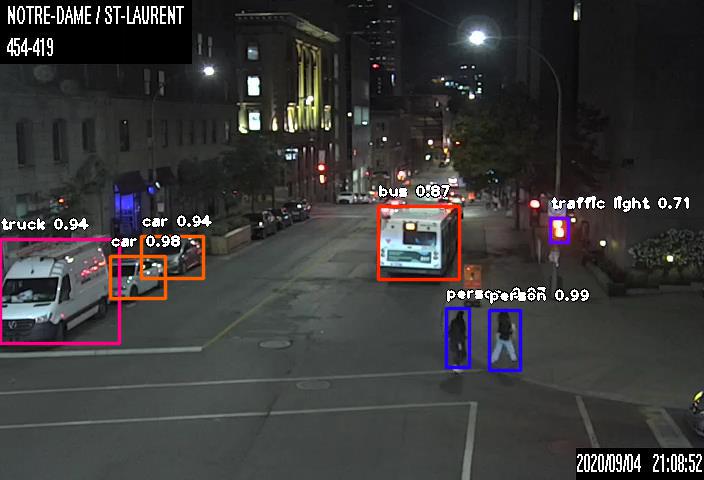 NOTRE-DAME / ST-LAURENT
454-419
bus 0.87
traffic light 0.71
truck 0.94
car 0.94
car 0.98
person 0.99
2020/09/04 21:08:52